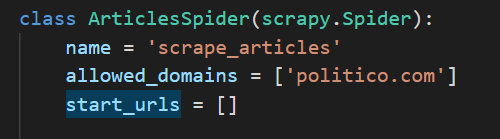 class ArticlesSpider(scrapy.Spider):
    name = 'scrape_articles'
    allowed_domains = ['politico.com']
    start_urls = []